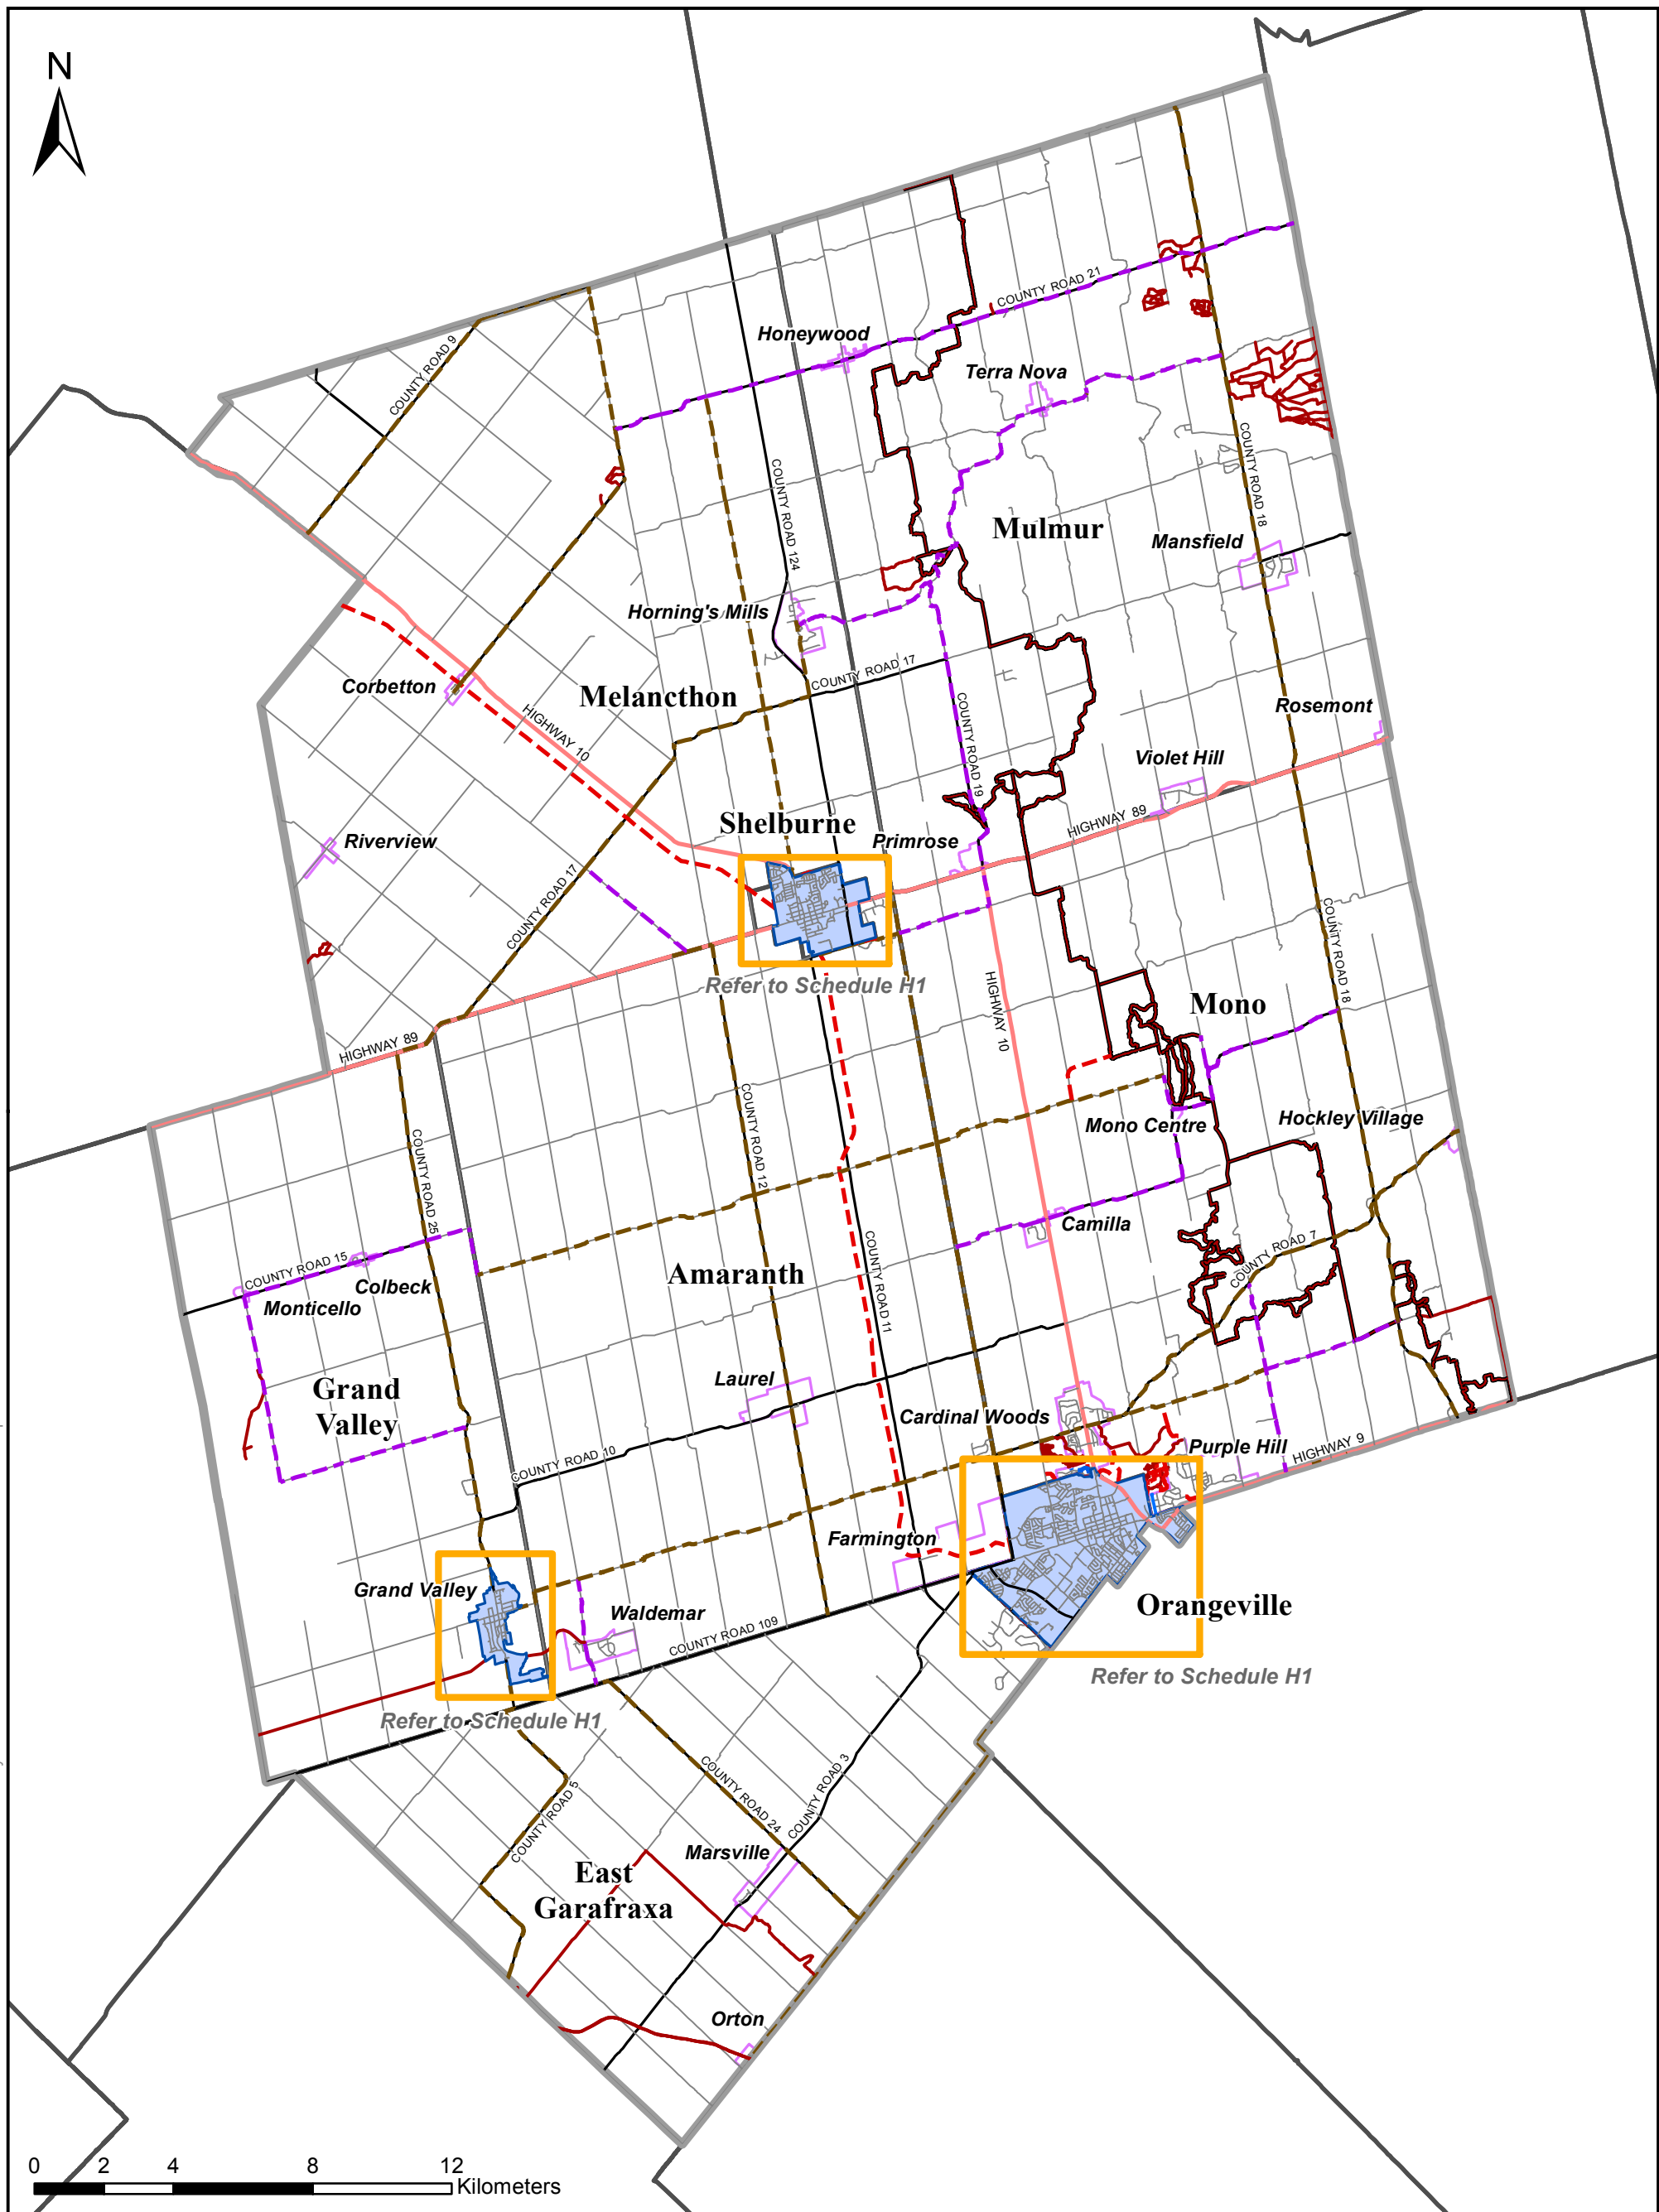 N
COUNTY ROAD 9
COUNTY ROAD 21
Honeywood
Terra Nova
COUNTY ROAD 124
COUNTY ROAD 18
Mulmur
Mansfield
Horning's Mills
COUNTY ROAD 17
Corbetton
Melancthon
HIGHWAY 10
COUNTY ROAD 19
Rosemont
Violet Hill
HIGHWAY 89
Shelburne
Primrose
Riverview
COUNTY ROAD 17
COUNTY ROAD 18
Refer to Schedule H1
HIGHWAY 10
Mono
HIGHWAY 89
COUNTY ROAD 12
COUNTY ROAD 25
Mono Centre
Hockley Village
Camilla
COUNTY ROAD 15
Colbeck
Monticello
Amaranth
COUNTY ROAD 11
COUNTY ROAD 7
Grand
Valley
Laurel
Cardinal Woods
Purple Hill
HIGHWAY 9
COUNTY ROAD 10
Farmington
Grand Valley
Waldemar
Orangeville
COUNTY ROAD 109
Refer to Schedule H1
Refer to Schedule H1
COUNTY ROAD 5
COUNTY ROAD 24
COUNTY ROAD 3
Marsville
East
Garafraxa
Orton
0 2 4 8 12
Kilometers